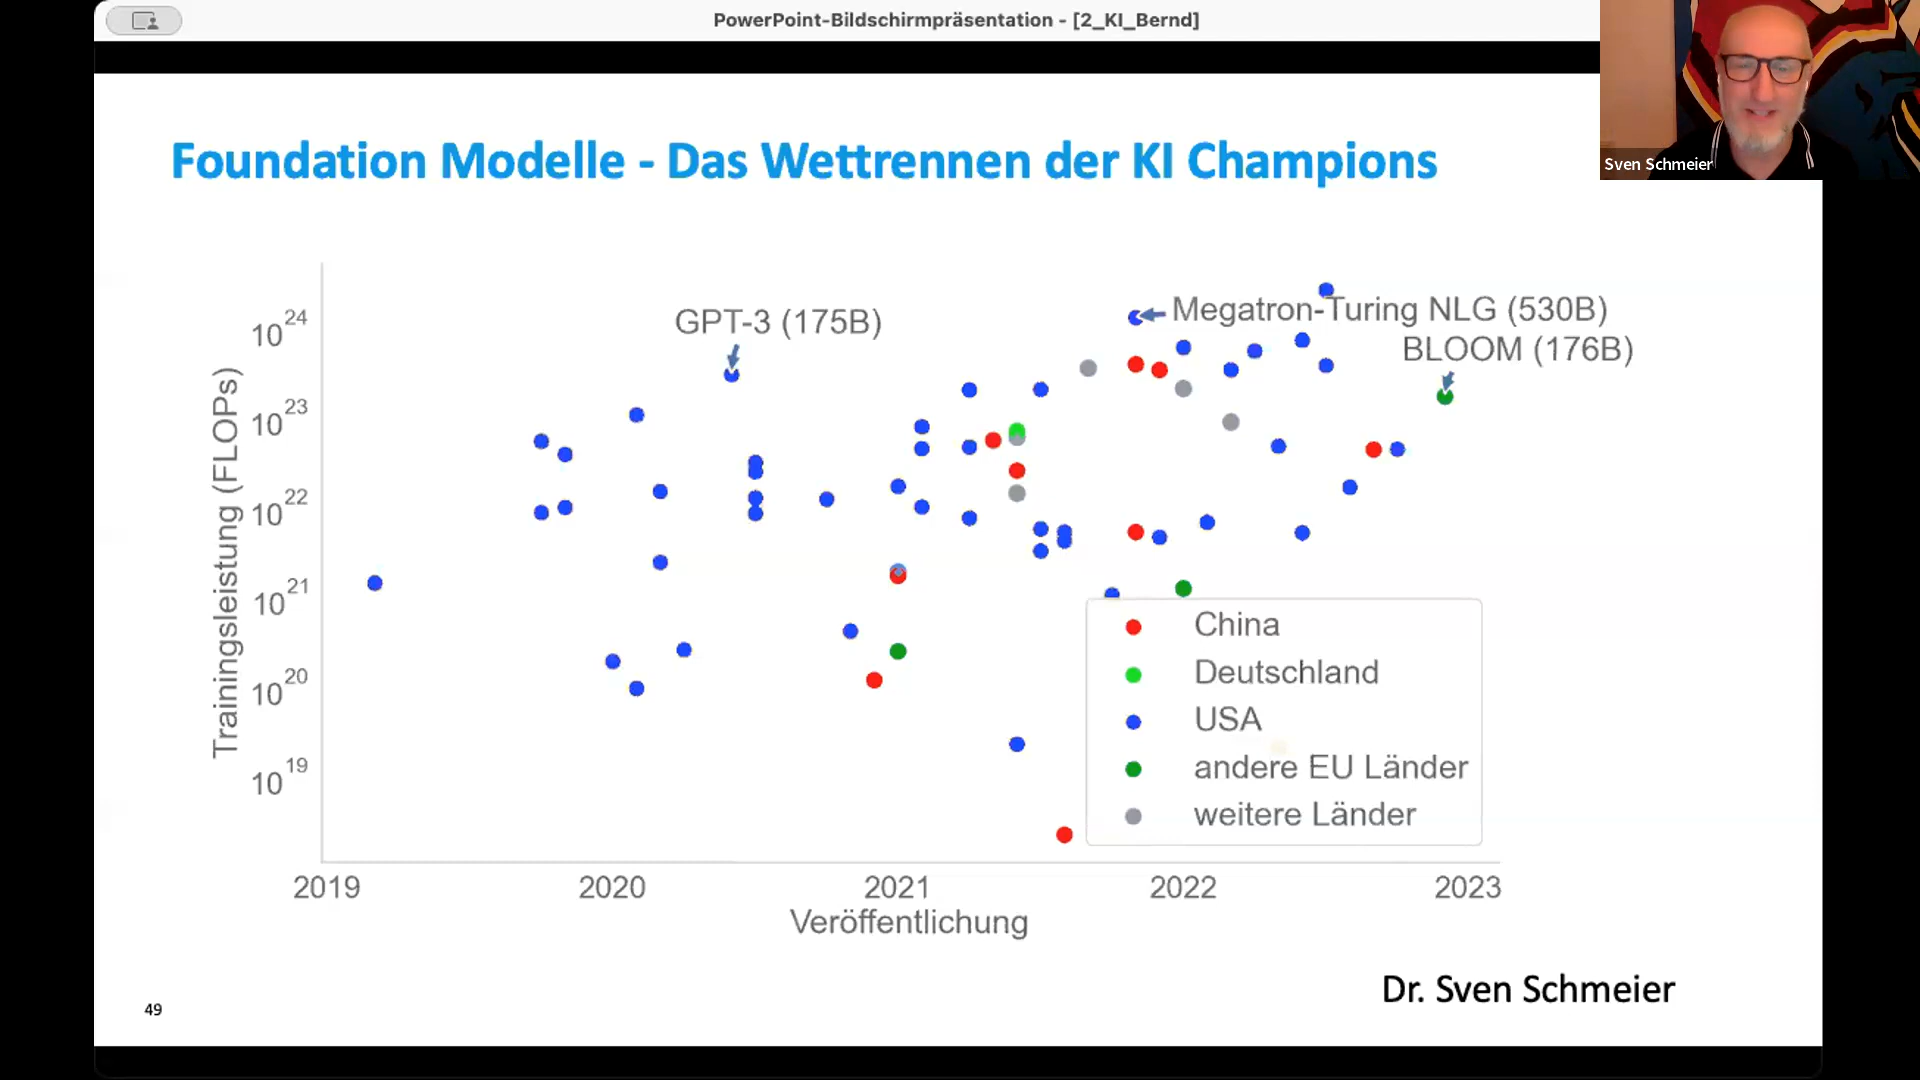 PowerPoint-Bildschirmpräsentation - [2_KI_Bernd]
Sven Schmeier
Foundation Modelle - Das Wettrennen der KI Champions
GPT-3 (175B)
Megatron-Turing NLG (530B)
BLOOM (176B)
Trainingsleistung (FLOPs)
10^24
10^23
10^22
10^21
10^20
10^19
China
Deutschland
USA
andere EU Länder
weitere Länder
2019 2020 2021 2022 2023
Veröffentlichung
Dr. Sven Schmeier
49